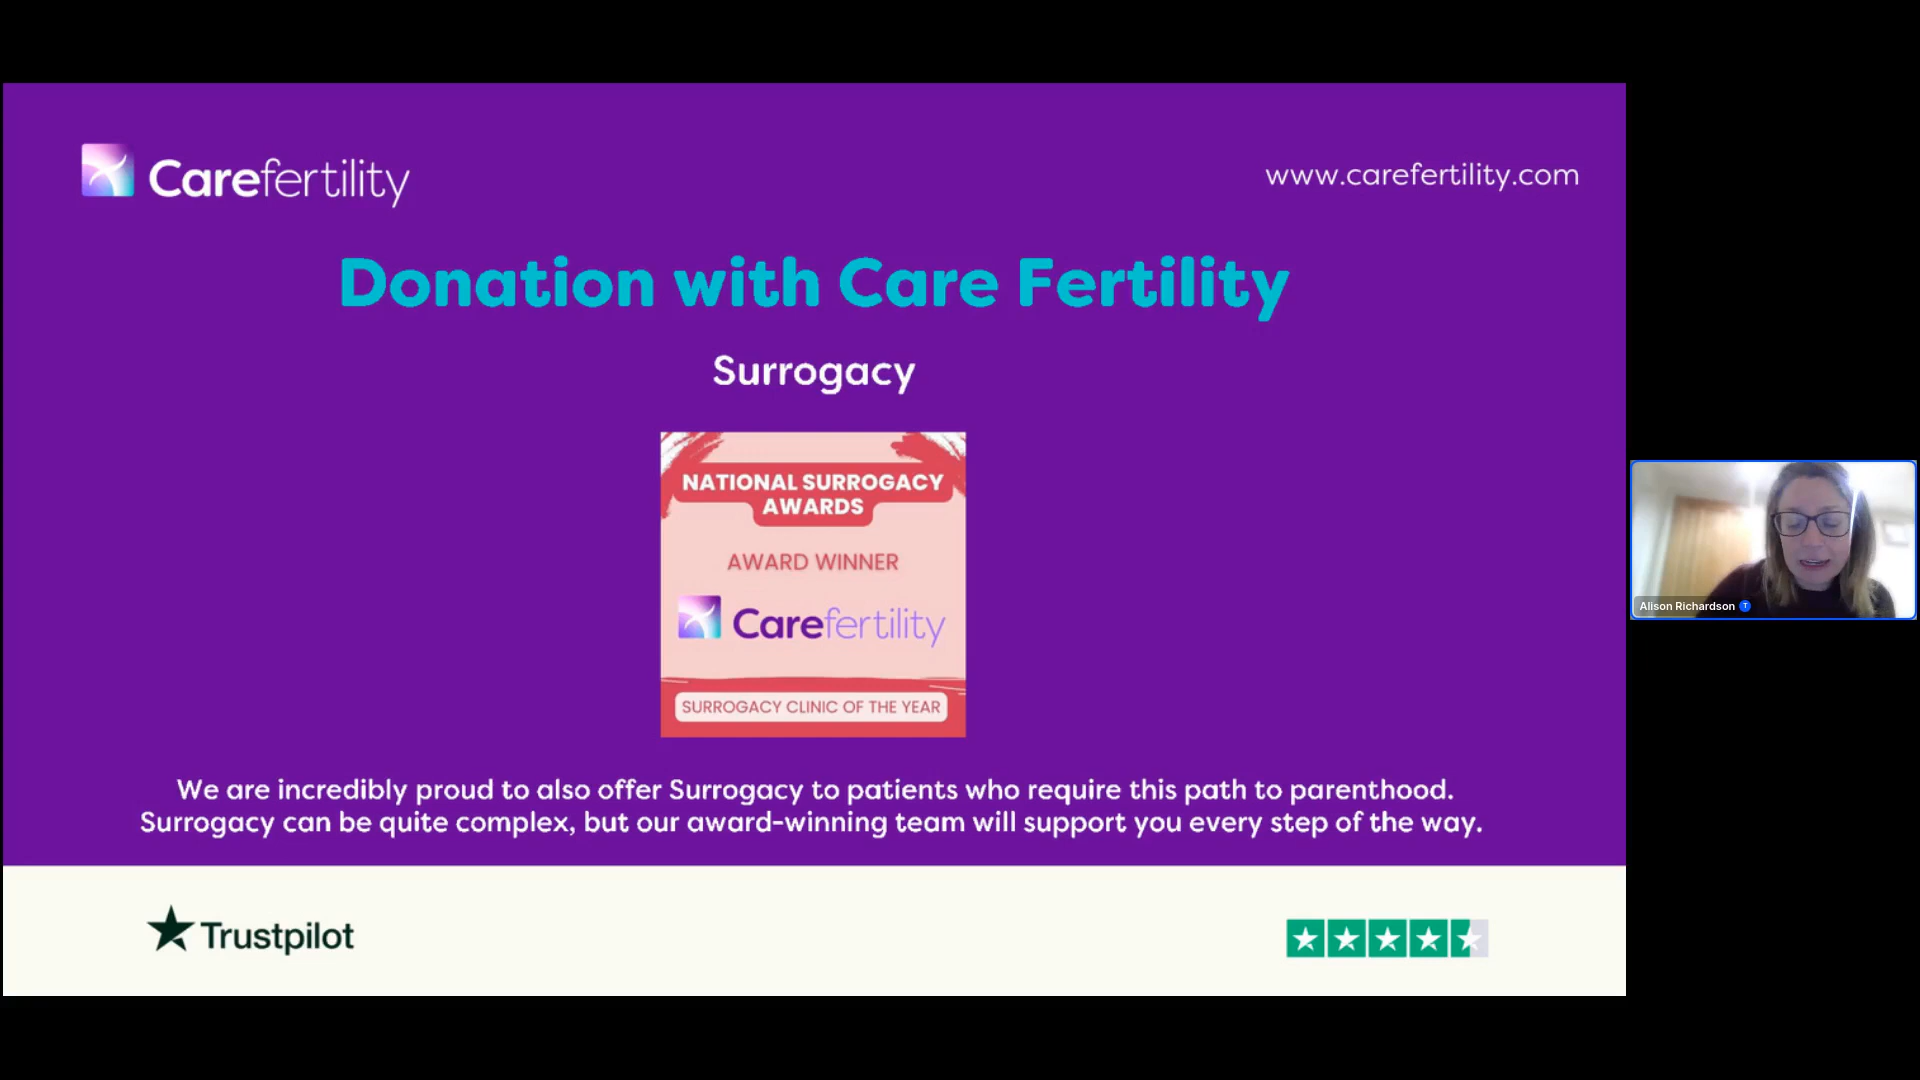 Carefertility
www.carefertility.com
Donation with Care Fertility
Surrogacy
NATIONAL SURROGACY
AWARDS
AWARD WINNER
Carefertility
SURROGACY CLINIC OF THE YEAR
We are incredibly proud to also offer Surrogacy to patients who require this path to parenthood.
Surrogacy can be quite complex, but our award-winning team will support you every step of the way.
Trustpilot
Alison Richardson T